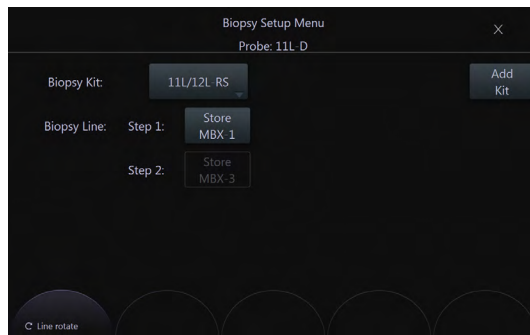 Biopsy Setup Menu
X
Probe: 11L-D
Biopsy Kit: 11L/12L-RS
Add
Kit
Biopsy Line: Step 1: Store
MBX-1
Step 2: Store
MBX-3
Line rotate